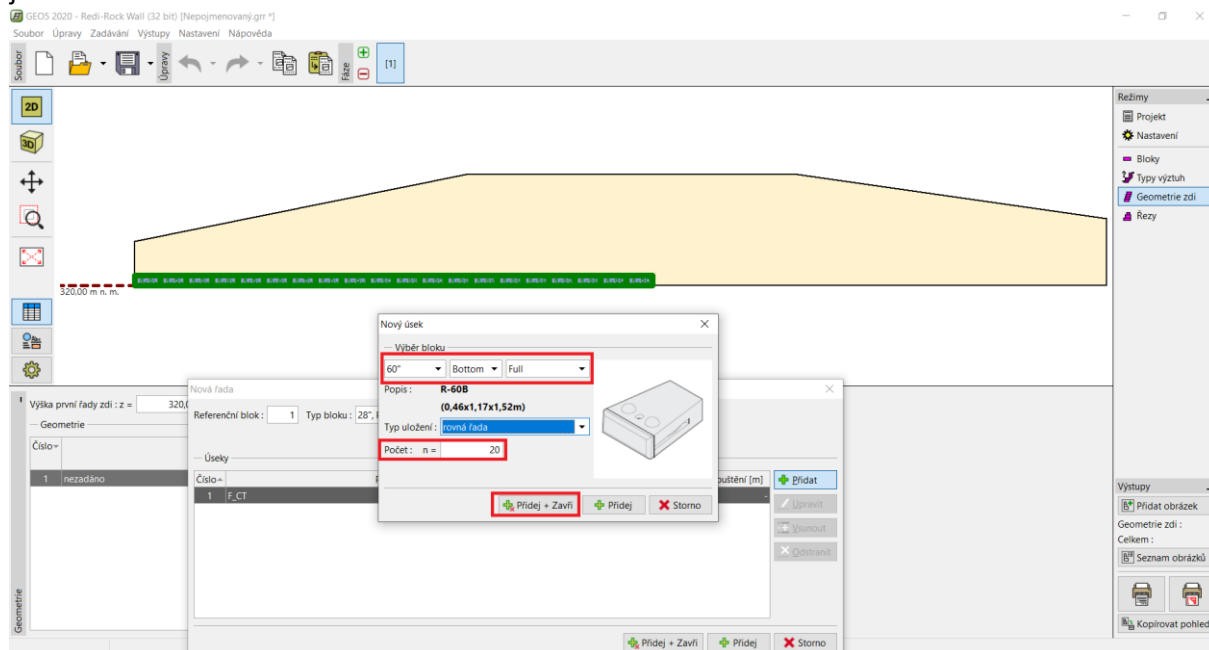 GEO5 2020 - Redi-Rock Wall (32 bit) [Nepojmenovaný.grr *]
Soubor Úpravy Zadávání Výstupy Nastavení Nápověda
Soubor
Úpravy
Fáze
[1]
2D
3D
320,00 m n. m.
Režimy
Projekt
Nastavení
Bloky
Typy výztuh
Geometrie zdi
Řezy
Nový úsek
Výběr bloku
60"
Bottom
Full
Popis :
R-60B
(0,46x1,17x1,52m)
Typ uložení :
rovná řada
Počet : n =
20
Přidej + Zavři
Přidej
Storno
Nová řada
Referenční blok :
1
Typ bloku :
28",
Úseky
Číslo
1
F_CT
[m]
-
Přidat
Upravit
Vsunout
Odstranit
Přidej + Zavři
Přidej
Storno
Geometrie
Výška první řady zdi : z =
320,
Geometrie
Číslo
1
nezadáno
Výstupy
Přidat obrázek
Geometrie zdi :
Celkem :
Seznam obrázků
Kopírovat pohled